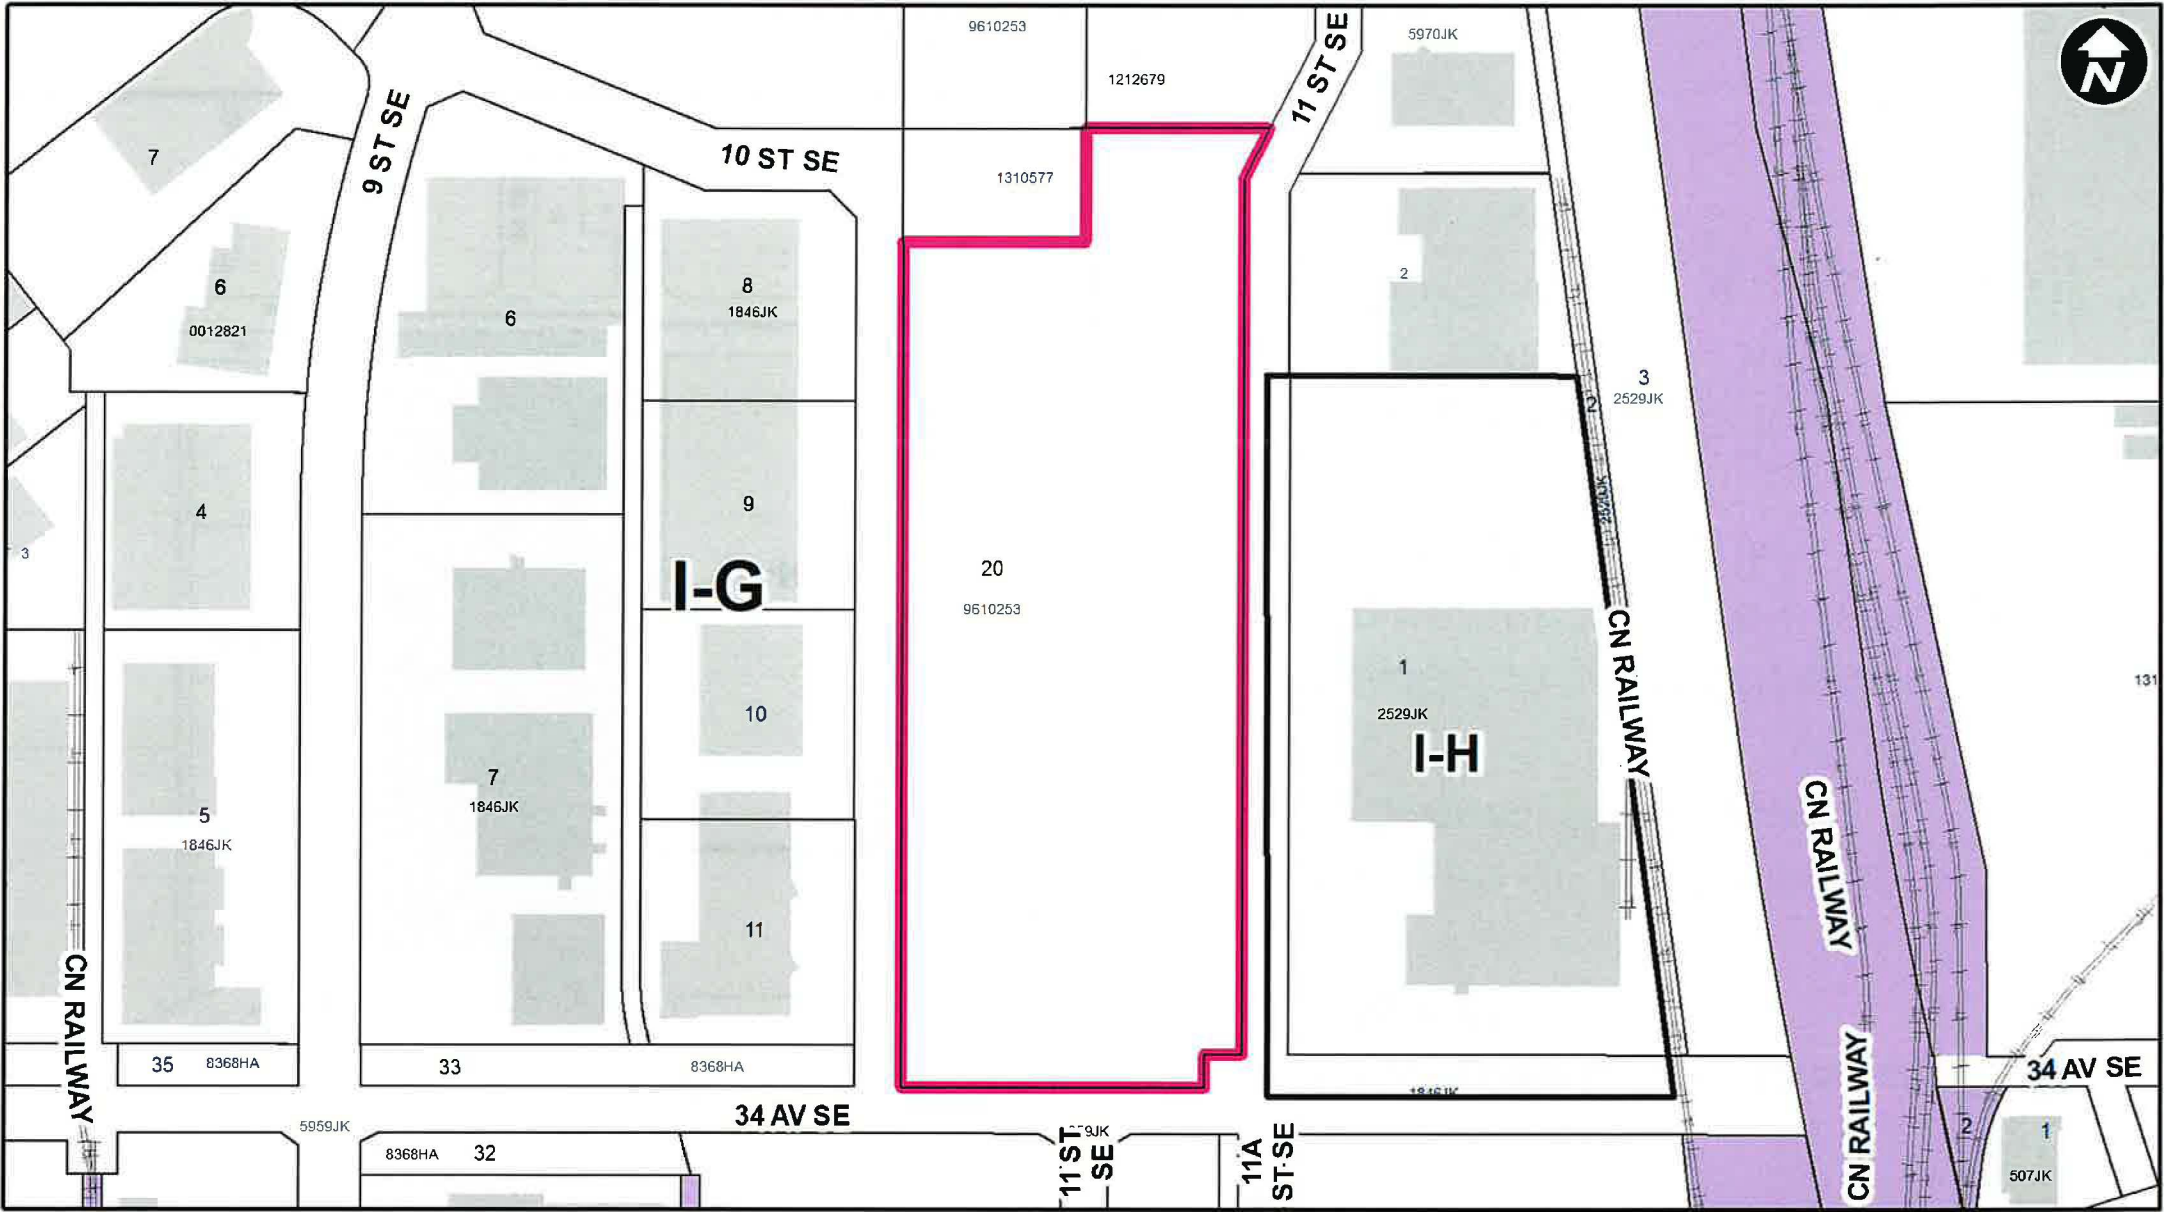 9610253
5970JK
N
1212679
11 ST SE
7
9 ST SE
10 ST SE
1310577
6
0012821
6
8
1846JK
2
3
2529JK
2
4
9
3
I-G
20
9610253
CN RAILWAY
1
2529JK
I-H
10
131
7
1846JK
5
1846JK
CN RAILWAY
11
CN RAILWAY
35
8368HA
33
8368HA
34 AV SE
1846JK
CN RAILWAY
34 AV SE
5959JK
8368HA
32
11 ST
SE
9JK
11A
ST SE
2
1
507JK